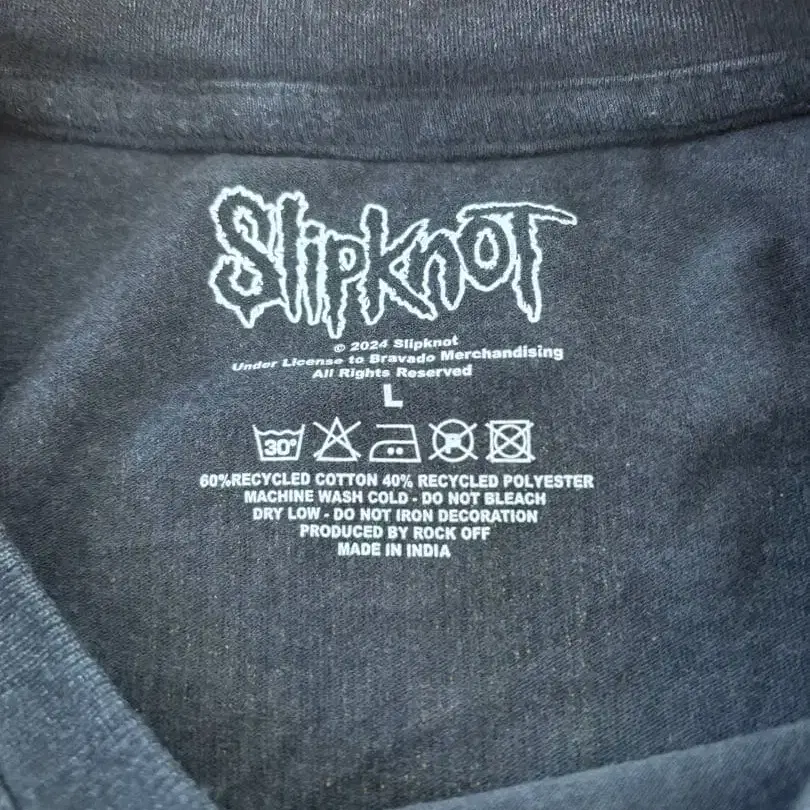 Slipknot
© 2024 Slipknot
Under License to Bravado Merchandising
All Rights Reserved
L
30° P
60%RECYCLED COTTON 40% RECYCLED POLYESTER
MACHINE WASH COLD - DO NOT BLEACH
DRY LOW - DO NOT IRON DECORATION
PRODUCED BY ROCK OFF
MADE IN INDIA